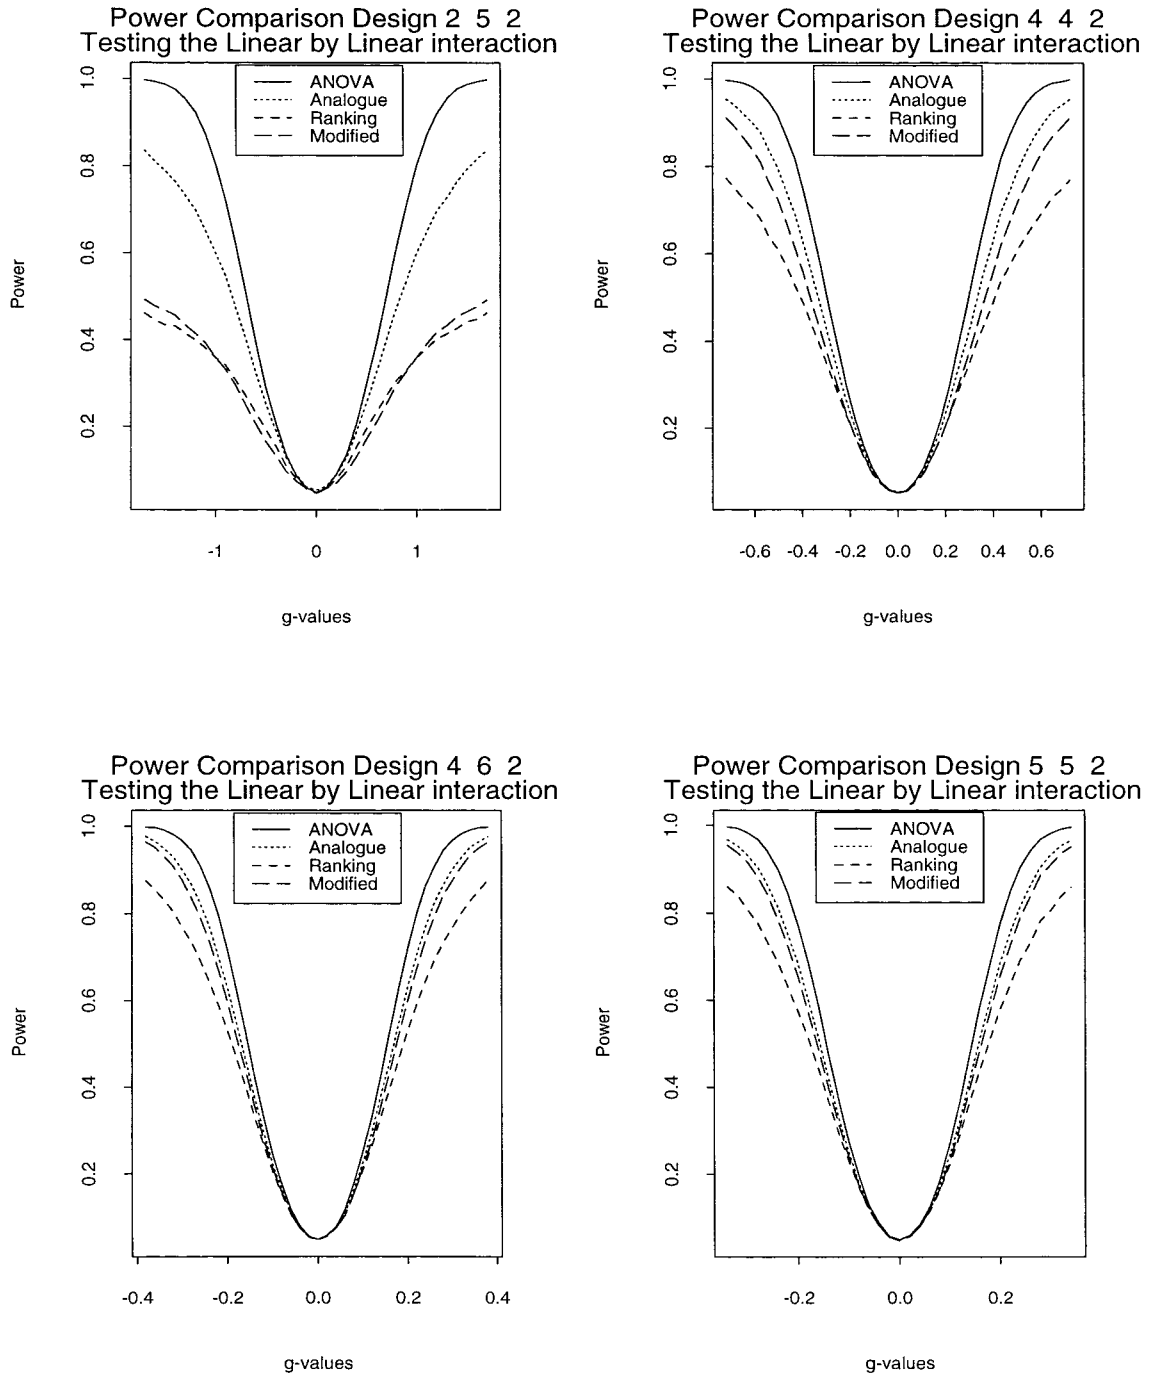 Power Comparison Design 2 5 2
Testing the Linear by Linear interaction
ANOVA
Analogue
Ranking
Modified
Power
1.0
0.8
0.6
0.4
0.2
-1 0 1
g-values
Power Comparison Design 4 4 2
Testing the Linear by Linear interaction
ANOVA
Analogue
Ranking
Modified
Power
1.0
0.8
0.6
0.4
0.2
-0.6 -0.4 -0.2 0.0 0.2 0.4 0.6
g-values
Power Comparison Design 4 6 2
Testing the Linear by Linear interaction
ANOVA
Analogue
Ranking
Modified
Power
1.0
0.8
0.6
0.4
0.2
-0.4 -0.2 0.0 0.2 0.4
g-values
Power Comparison Design 5 5 2
Testing the Linear by Linear interaction
ANOVA
Analogue
Ranking
Modified
Power
1.0
0.8
0.6
0.4
0.2
-0.2 0.0 0.2
g-values